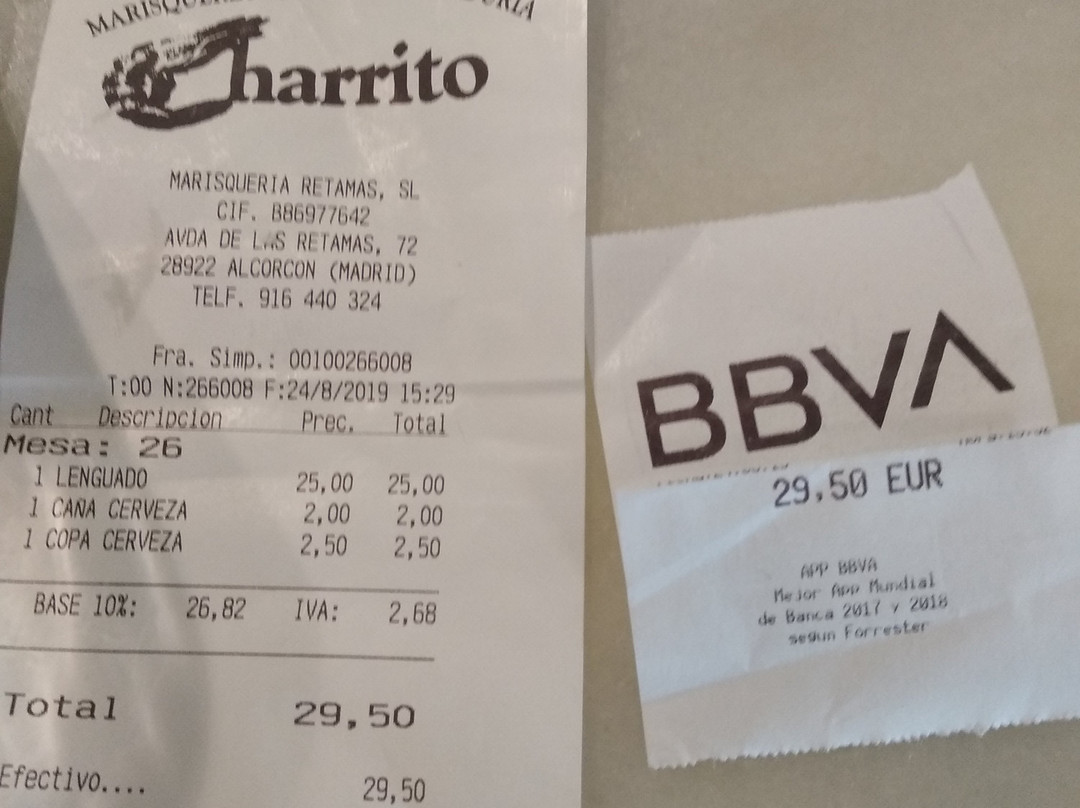 Charrito
MARISQUERIA RETAMAS, SL
CIF. B86977642
AVDA DE LAS RETAMAS, 72
28922 ALCORCON (MADRID)
TELF. 916 440 324
Fra. Simp.: 00100266008
T:00 N:266008 F:24/8/2019 15:29
Cant Descripcion Prec. Total
Mesa: 26
1 LENGUADO 25,00 25,00
1 CAÑA CERVEZA 2,00 2,00
1 COPA CERVEZA 2,50 2,50
BASE 10%: 26,82 IVA: 2,68
Total 29,50
Efectivo.... 29,50
BBVA
29,50 EUR
APP BBVA
Mejor App Mundial
de Banca 2017 y 2018
segun Forrester